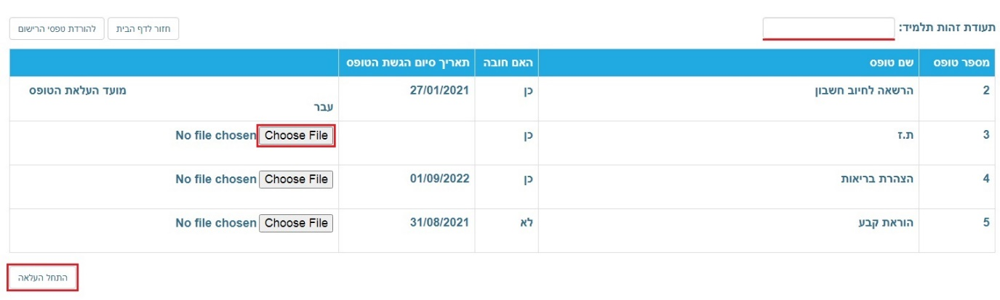 תעודת זהות תלמיד:
חזור לדף הבית
להורדת טפסי הרישום
מספר טופס שם טופס האם חובה תאריך סיום הגשת הטופס
2 הרשאה לחיוב חשבון כן 27/01/2021 מועד העלאת הטופס
עבר
3 ת.ז כן Choose File No file chosen
4 הצהרת בריאות כן 01/09/2022 Choose File No file chosen
5 הוראת קבע לא 31/08/2021 Choose File No file chosen
התחל העלאה